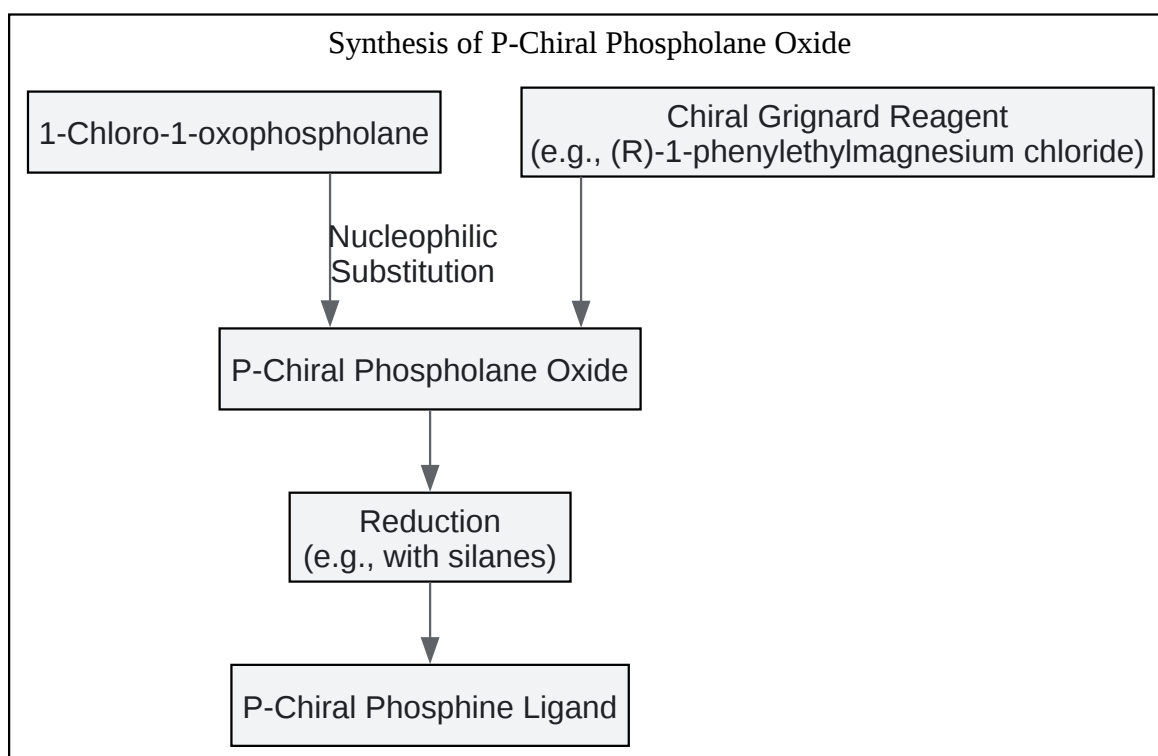 Synthesis of P-Chiral Phospholane Oxide
1-Chloro-1-oxophospholane
Chiral Grignard Reagent
(e.g., (R)-1-phenylethylmagnesium chloride)
Nucleophilic
Substitution
P-Chiral Phospholane Oxide
Reduction
(e.g., with silanes)
P-Chiral Phosphine Ligand